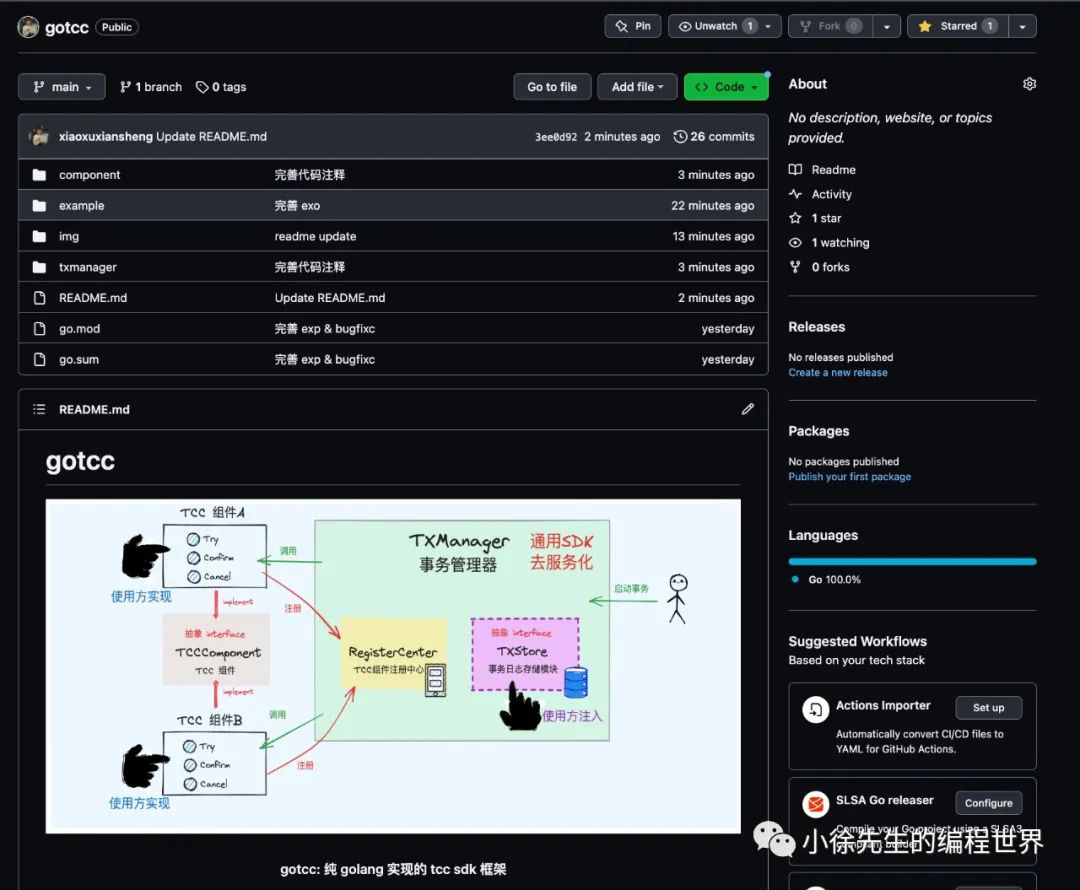 gotcc Public
Pin Unwatch 1 Fork 0 Starred 1
main 1 branch 0 tags Go to file Add file Code
xiaoxuxiansheng Update README.md 3ee0d92 2 minutes ago 26 commits
component 完善代码注释 3 minutes ago
example 完善 exo 22 minutes ago
img readme update 13 minutes ago
txmanager 完善代码注释 3 minutes ago
README.md Update README.md 2 minutes ago
go.mod 完善 exp & bugfixc yesterday
go.sum 完善 exp & bugfixc yesterday
README.md
gotcc
TCC 组件A
Try
Confirm
Cancel
使用方实现
implement
抽象 interface
TCCComponent
TCC 组件
implement
TCC 组件B
Try
Confirm
Cancel
使用方实现
调用
注册
调用
注册
TXManager
事务管理器
通用SDK
去服务化
RegisterCenter
TCC组件注册中心
抽象 interface
TXStore
事务日志存储模块
使用方注入
启动事务
gotcc: 纯 golang 实现的 tcc sdk 框架
About
No description, website, or topics
provided.
Readme
Activity
1 star
1 watching
0 forks
Releases
No releases published
Create a new release
Packages
No packages published
Publish your first package
Languages
Go 100.0%
Suggested Workflows
Based on your tech stack
Actions Importer Set up
Automatically convert CI/CD files to
YAML for GitHub Actions.
SLSA Go releaser Configure
Compile your Go project using a SLSA3
小徐先生的编程世界